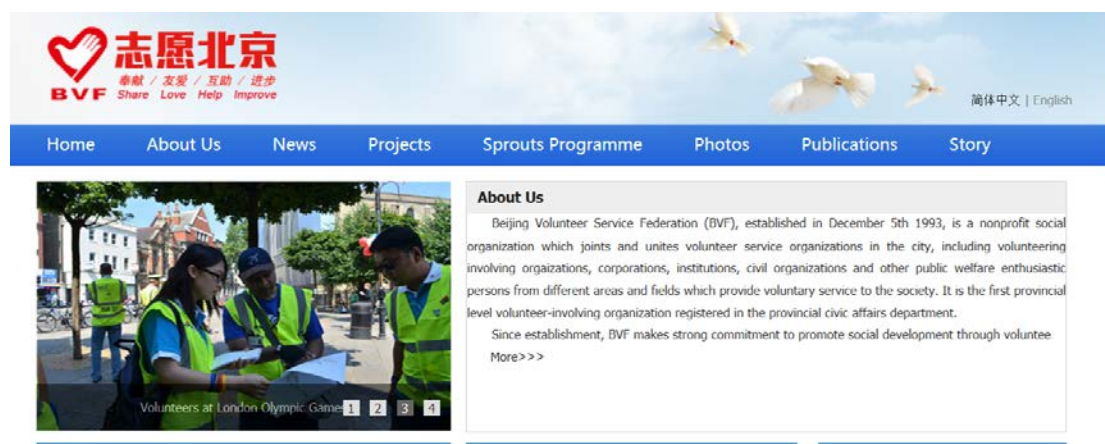 志愿北京
奉献 / 友爱 / 互助 / 进步
BVF Share Love Help Improve
简体中文 | English
Home About Us News Projects Sprouts Programme Photos Publications Story
About Us
Beijing Volunteer Service Federation (BVF), established in December 5th 1993, is a nonprofit social
organization which joints and unites volunteer service organizations in the city, including volunteering
involving orgaizations, corporations, institutions, civil organizations and other public welfare enthusiastic
persons from different areas and fields which provide voluntary service to the society. It is the first provincial
level volunteer-involving organization registered in the provincial civic affairs department.
Since establishment, BVF makes strong commitment to promote social development through voluntee
More>>>
Volunteers at London Olympic Game 1 2 3 4